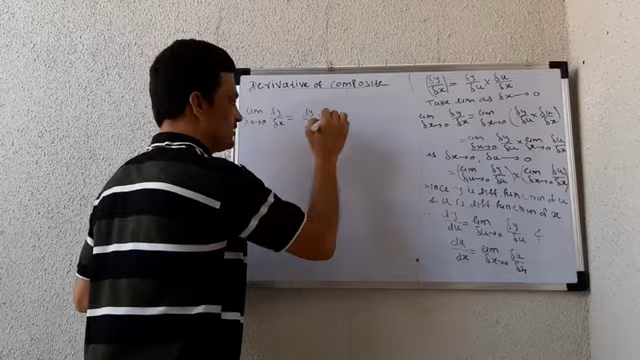 Derivative of composite
lim δx→0 δy/δx = dy
(δy/δx) = δy/δu × δu/δx
Take lim as δx→0
lim δx→0 δy/δx = lim δx→0 (δy/δu × δu/δx)
= lim δx→0 δy/δu × lim δx→0 δu/δx
as δx→0, δu→0
= (lim δu→0 δy/δu) × (lim δx→0 δu/δx)
since y is diff. function of u
& u is diff function of x
∴ dy/du = lim δu→0 δy/δu &
du/dx = lim δx→0 δu/δx